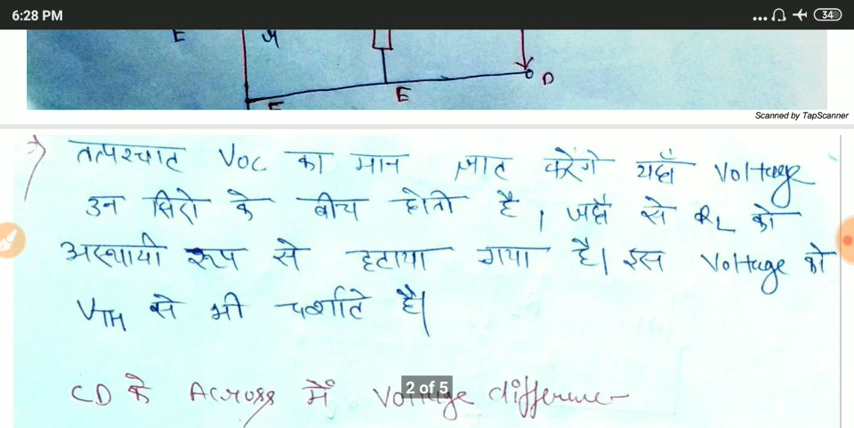 6:28 PM ... 34
E
M
E
D
E
Scanned by TapScanner
तत्पश्चात Voc का मान ज्ञात करेंगे यहाँ Voltage
उन सिरो के बीच होती है, जहाँ से RL को
अस्थायी रूप से हटाया गया है। इस Voltage को
VTH से भी दर्शाते है।
CD के Across में Voltage difference
2 of 5